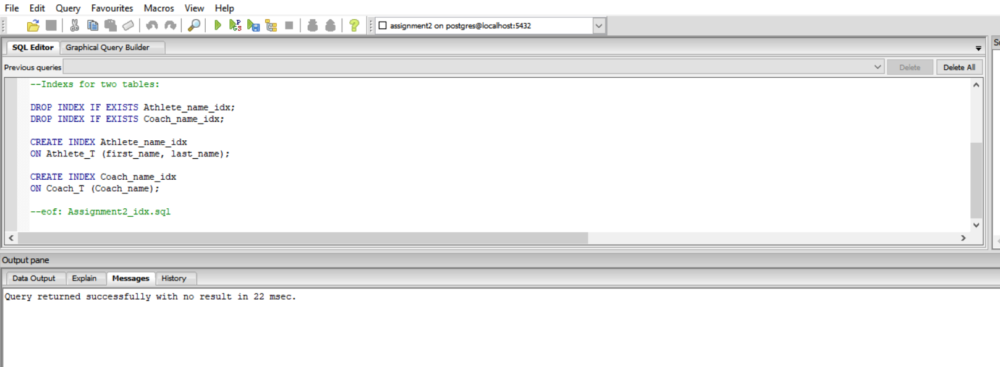 File Edit Query Favourites Macros View Help
assignment2 on postgres@localhost:5432
SQL Editor Graphical Query Builder
Previous queries Delete Delete All
--Indexs for two tables:
DROP INDEX IF EXISTS Athlete_name_idx;
DROP INDEX IF EXISTS Coach_name_idx;
CREATE INDEX Athlete_name_idx
ON Athlete_T (first_name, last_name);
CREATE INDEX Coach_name_idx
ON Coach_T (Coach_name);
--eof: Assignment2_idx.sql
Output pane
Data Output Explain Messages History
Query returned successfully with no result in 22 msec.